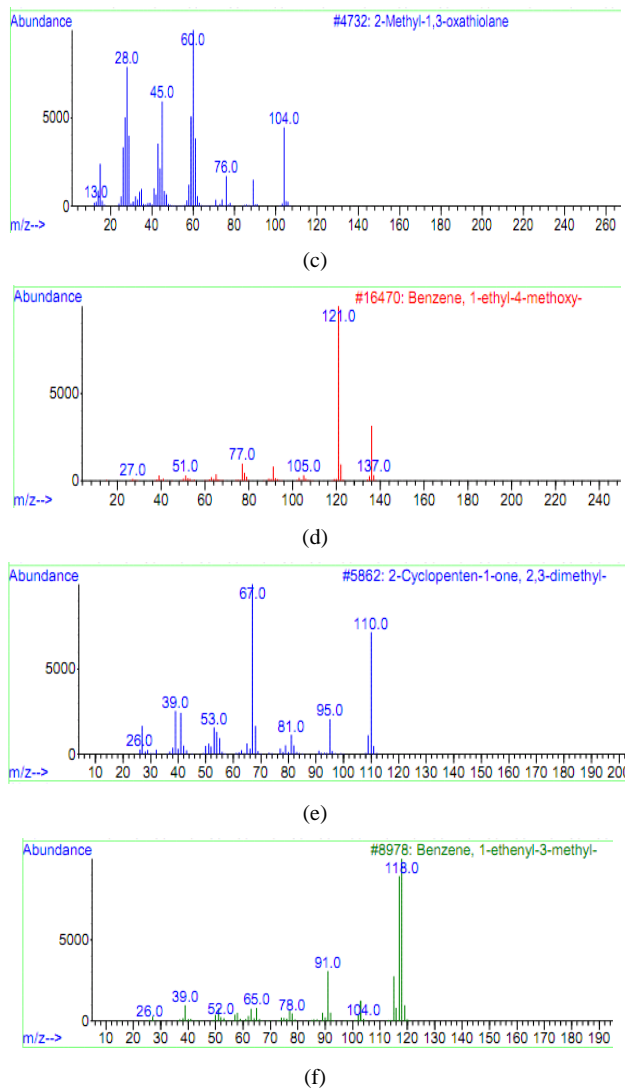 Abundance #4732: 2-Methyl-1,3-oxathiolane
60.0
28.0
45.0
104.0
5000
76.0
13.0
0
20 40 60 80 100 120 140 160 180 200 220 240 260
m/z-->
(c)
Abundance #16470: Benzene, 1-ethyl-4-methoxy-
121.0
5000
77.0
27.0 51.0 105.0 137.0
0
20 40 60 80 100 120 140 160 180 200 220 240
m/z-->
(d)
Abundance #5862: 2-Cyclopenten-1-one, 2,3-dimethyl-
67.0
110.0
5000
39.0
53.0 95.0
81.0
26.0
0
10 20 30 40 50 60 70 80 90 100 110 120 130 140 150 160 170 180 190 200
m/z-->
(e)
Abundance #8978: Benzene, 1-ethenyl-3-methyl-
118.0
5000
91.0
39.0 65.0
26.0 52.0 78.0 104.0
0
10 20 30 40 50 60 70 80 90 100 110 120 130 140 150 160 170 180 190
m/z-->
(f)